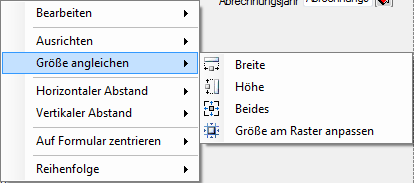 Abrechnungsjahr
Abrechnungs
Bearbeiten
Ausrichten
Größe angleichen
Horizontaler Abstand
Vertikaler Abstand
Auf Formular zentrieren
Reihenfolge
Breite
Höhe
Beides
Größe am Raster anpassen